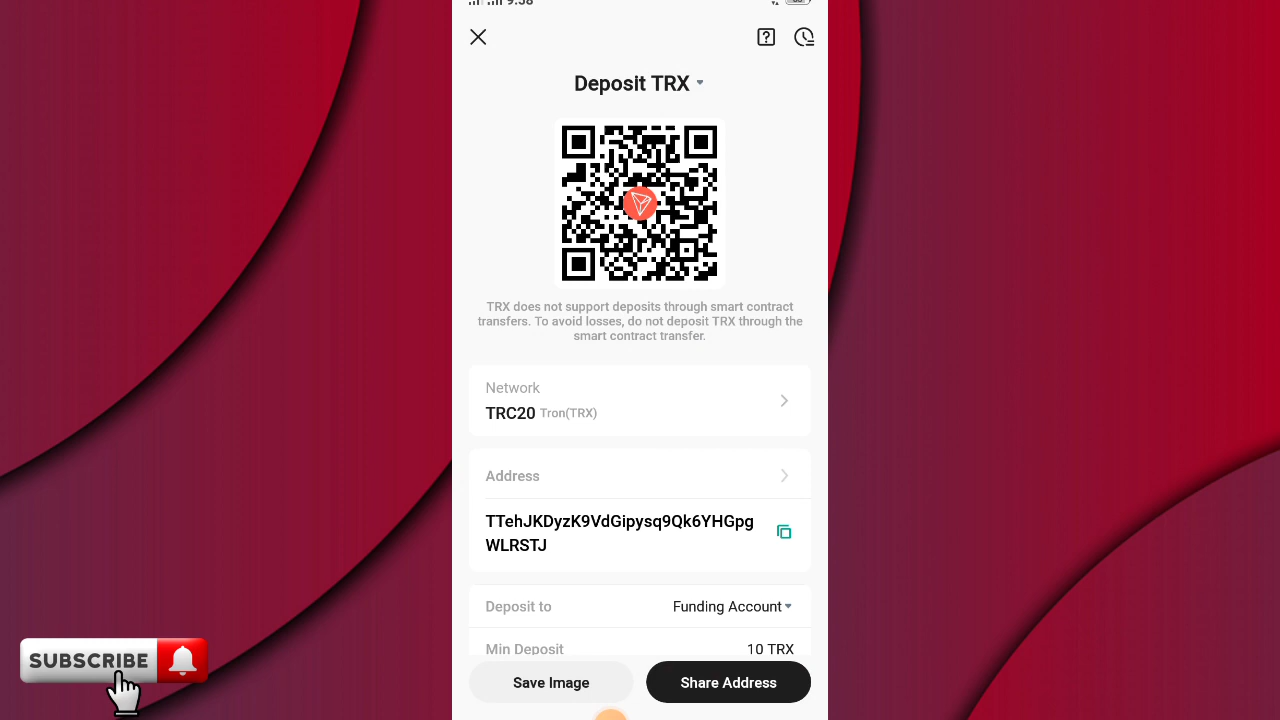 9:58
Deposit TRX
TRX does not support deposits through smart contract
transfers. To avoid losses, do not deposit TRX through the
smart contract transfer.
Network
TRC20 Tron(TRX)
Address
TTehJKDyzK9VdGipysq9Qk6YHGpg
WLRSTJ
Deposit to Funding Account
Min Deposit 10 TRX
Save Image Share Address
SUBSCRIBE